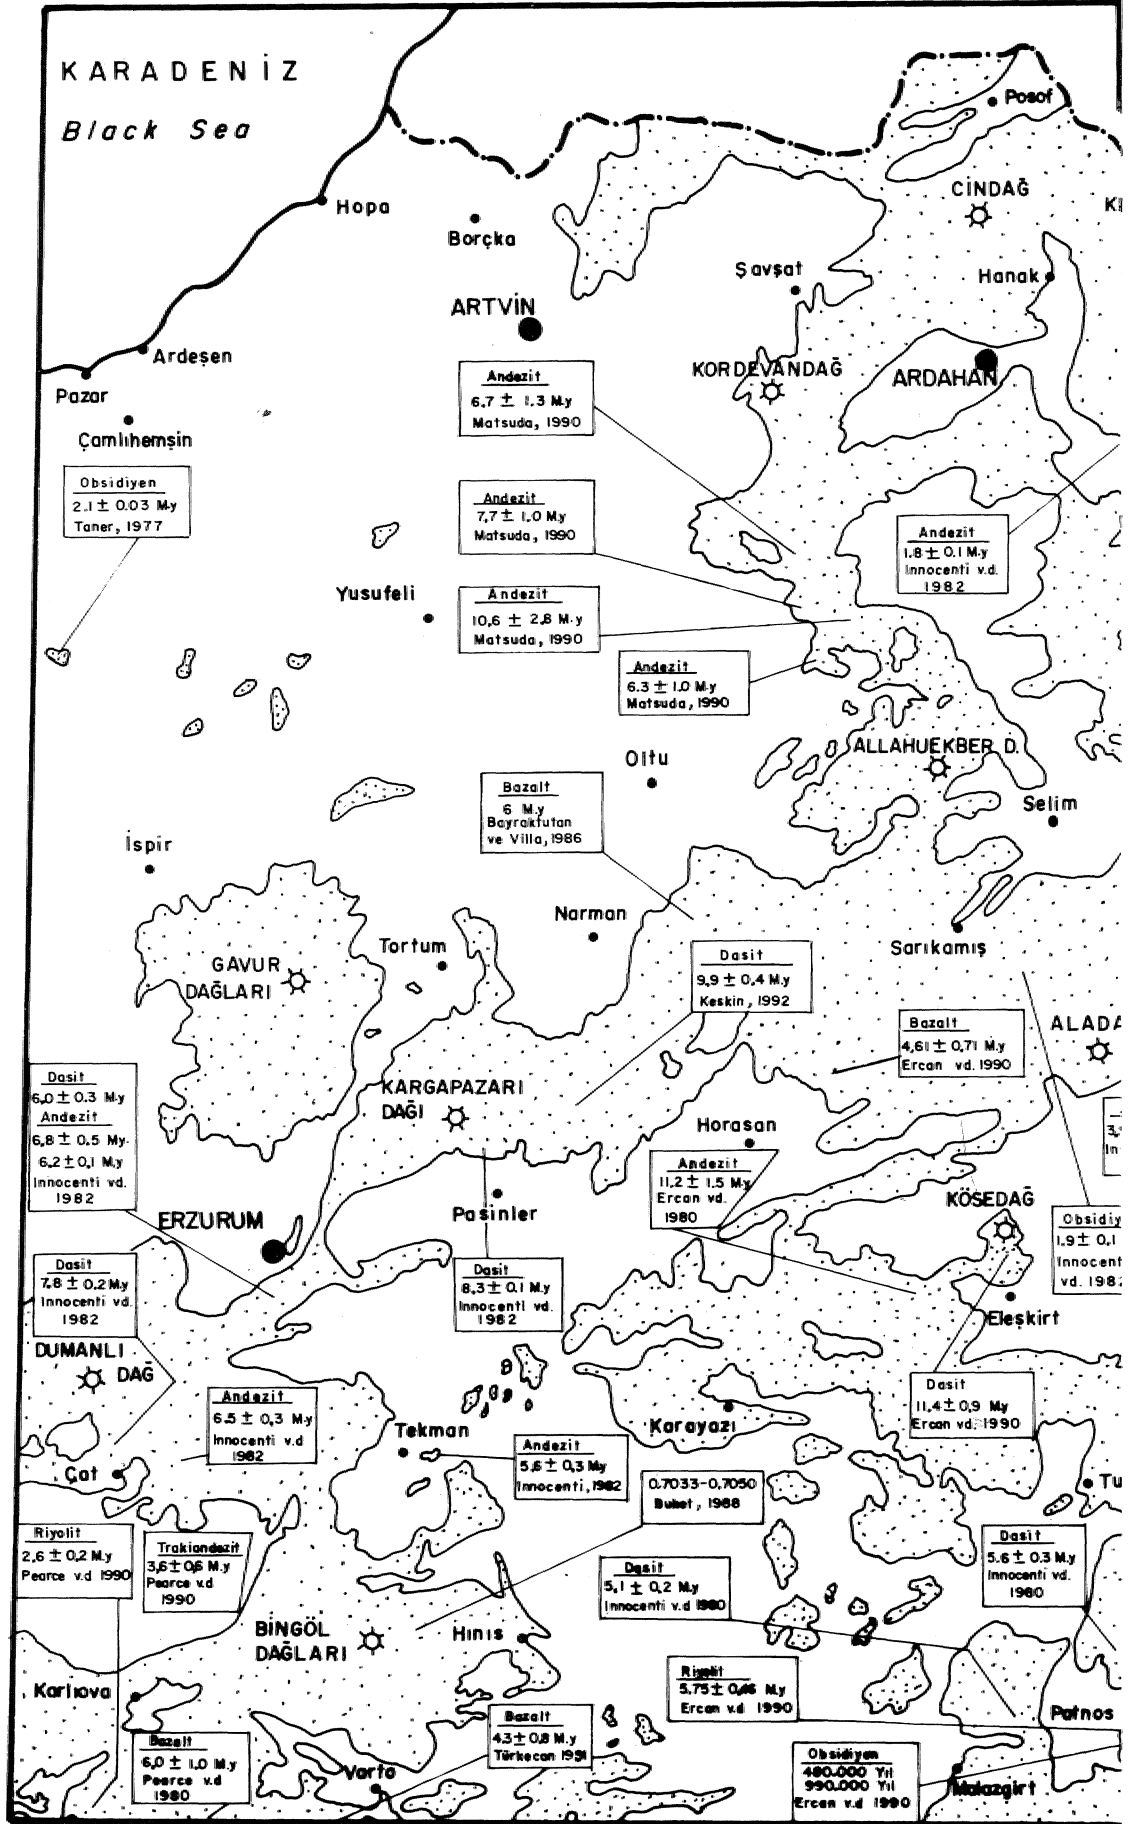 KARADENİZ
Black Sea
Posof
CİNDAĞ
Hopa
Borçka
Şavşat
Hanak
ARTVİN
Ardeşen
Pazar
KORDEVANDAĞ
ARDAHAN
Çamlıhemşin
Andezit
6.7 ± 1.3 M.y
Matsuda, 1990
Obsidiyen
2.1 ± 0.03 M.y
Taner, 1977
Andezit
7.7 ± 1.0 M.y
Matsuda, 1990
Andezit
1.8 ± 0.1 M.y
Innocenti v.d.
1982
Yusufeli
Andezit
10.6 ± 2.8 M.y
Matsuda, 1990
Andezit
6.3 ± 1.0 M.y
Matsuda, 1990
ALLAHUEKBER D.
Oltu
Selim
Bazalt
6 M.y
Bayraktutan
ve Villa, 1986
İspir
Narman
Tortum
Sarıkamış
GAVUR
DAĞLARI
Dasit
9.9 ± 0.4 M.y
Keskin, 1992
Bazalt
4,61 ± 0,71 M.y
Ercan vd. 1990
ALADA
Dasit
6.0 ± 0.3 M.y
Andezit
6.8 ± 0.5 My.
6.2 ± 0.1 M.y
Innocenti vd.
1982
KARGAPAZARI
DAĞI
Horasan
Andezit
11.2 ± 1.5 M.y
Ercan vd.
1980
KÖSEDAĞ
Pasinler
ERZURUM
Obsidiy
1.9 ± 0.1
Innocent
vd. 1982
Dasit
7.8 ± 0.2 M.y
Innocenti vd.
1982
Dasit
8.3 ± 0.1 M.y
Innocenti vd.
1982
Eleşkirt
DUMANLI
DAĞ
Andezit
6.5 ± 0.3 M.y
Innocenti v.d
1982
Dasit
11.4 ± 0,9 M.y
Ercan vd. 1990
Karayazı
Tekman
Andezit
5.6 ± 0.3 M.y
Innocenti, 1982
Çat
0.7033-0.7050
Buket, 1988
Tu
Riyolit
2.6 ± 0.2 M.y
Pearce v.d 1990
Trakiandezit
3,6 ± 0,6 M.y
Pearce v.d
1990
Dasit
5.6 ± 0.3 M.y
Innocenti vd.
1980
Dasit
5.1 ± 0.2 M.y
Innocenti v.d 1980
BİNGÖL
DAĞLARI
Hınıs
Riyolit
5.75 ± 0,46 M.y
Ercan v.d 1990
Karlıova
Patnos
Bazalt
6,0 ± 1.0 M.y
Pearce v.d
1980
Bazalt
4.3 ± 0.8 M.y
Türkecan 1991
Varto
Obsidiyen
480.000 Yıl
990.000 Yıl
Ercan v.d 1990
Malazgirt